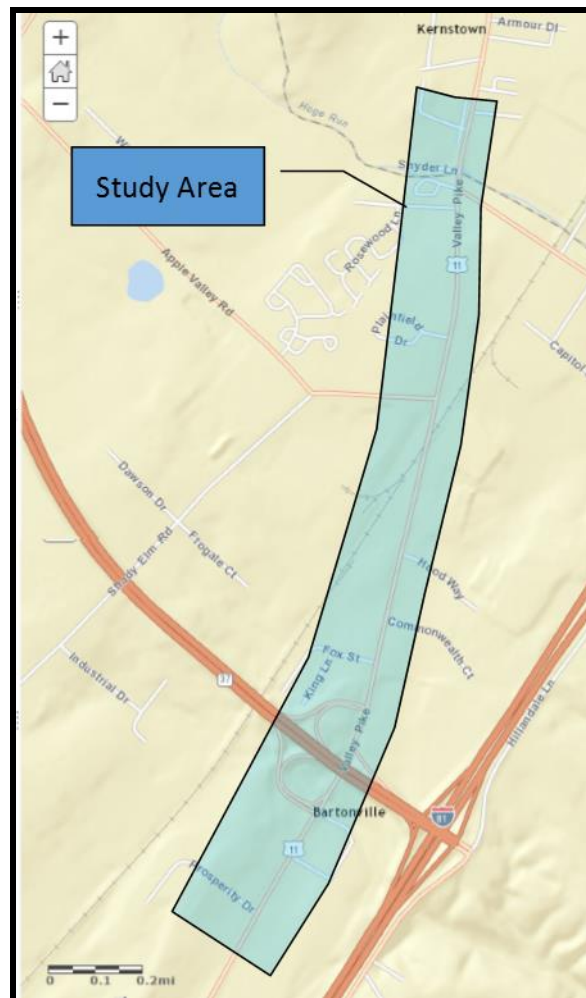 Kernstown
Armour Dr
+
−
Hoge Run
Snyder Ln
Study Area
Valley Pike
Rosewood Ln
11
Apple Valley Rd
Plainfield
Dr
Capitol
Dawson Dr
Frogale Ct
Shady Elm Rd
Hood Way
Commonwealth Ct
Fox St
King Ln
Industrial Dr
37
Hillandale Ln
Valley Pike
Bartonville
81
11
Prosperity Dr
0 0.1 0.2mi